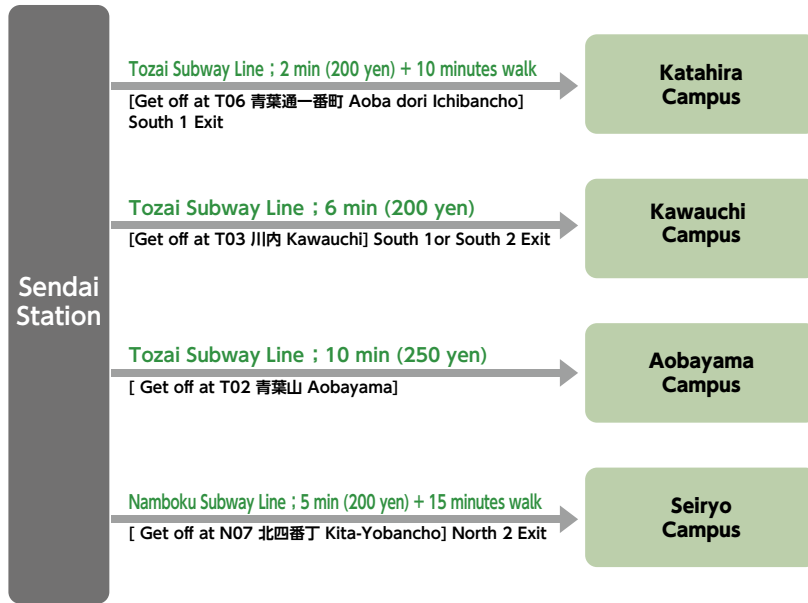 Sendai
Station
Tozai Subway Line ; 2 min (200 yen) + 10 minutes walk
[Get off at T06 青葉通一番町 Aoba dori Ichibancho]
South 1 Exit
Katahira
Campus
Tozai Subway Line ; 6 min (200 yen)
[Get off at T03 川内 Kawauchi] South 1or South 2 Exit
Kawauchi
Campus
Tozai Subway Line ; 10 min (250 yen)
[ Get off at T02 青葉山 Aobayama]
Aobayama
Campus
Namboku Subway Line ; 5 min (200 yen) + 15 minutes walk
[ Get off at N07 北四番丁 Kita-Yobancho] North 2 Exit
Seiryo
Campus